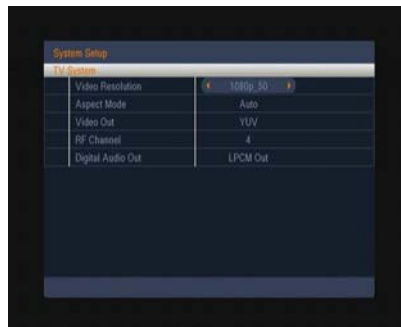 System Setup
TV System
Video Resolution 1080p_50
Aspect Mode Auto
Video Out YUV
RF Channel 4
Digital Audio Out LPCM Out